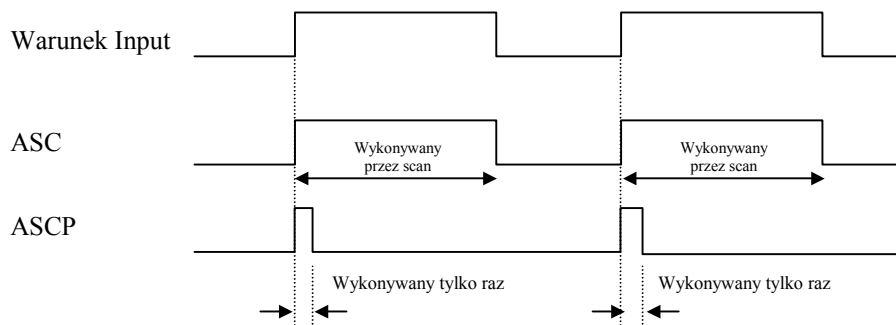 Warunek Input
ASC
Wykonywany
przez scan
Wykonywany
przez scan
ASCP
Wykonywany tylko raz
Wykonywany tylko raz